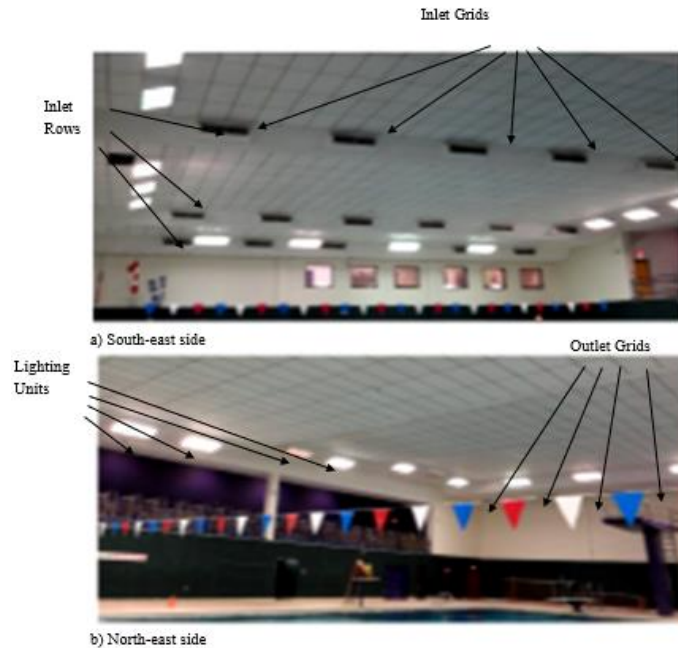 Inlet Grids
Inlet
Rows
a) South-east side
Outlet Grids
Lighting
Units
b) North-east side